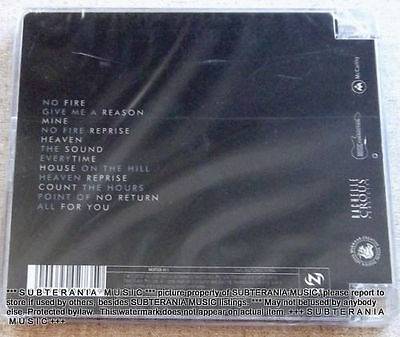 NO FIRE
GIVE ME A REASON
MINE
NO FIRE REPRISE
HEAVEN
THE SOUND
EVERYTIME
HOUSE ON THE HILL
HEAVEN REPRISE
COUNT THE HOURS
POINT OF NO RETURN
ALL FOR YOU
McCarthy
CROUX
*** S U B T E R A N I A M U S I C *** picture property of SUBTERANIA MUSIC, please report to
store if used by others, besides SUBTERANIA MUSIC listings. *** May not be used by anybody
else. Protected by law. This watermark does not appear on actual item. +++ S U B T E R A N I A
M U S I C +++